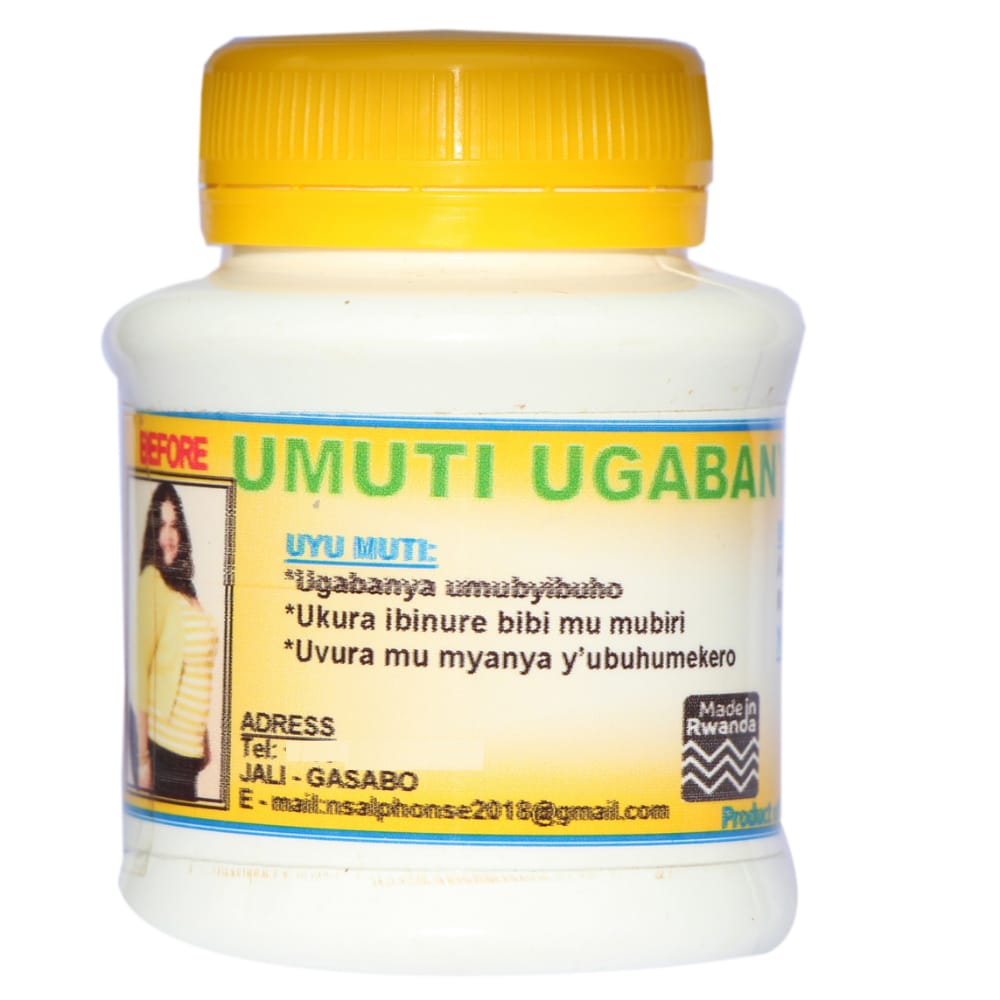 BEFORE
UMUTI UGABAN
UYU MUTI:
*Ugabanya umubyibuho
*Ukura ibinure bibi mu mubiri
*Uvura mu myanya y'ubuhumekero
ADRESS
Tel:
JALI - GASABO
E - mail:nsalphonse2018@gmail.com
Made in
Rwanda
Product